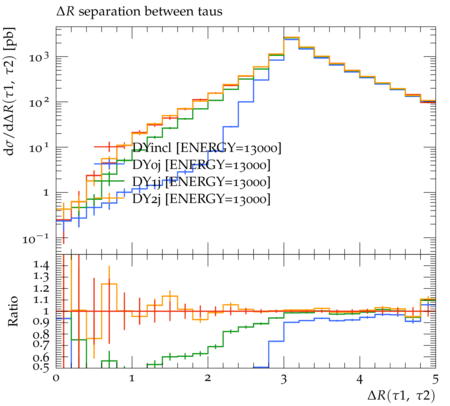 ΔR separation between taus
dσ/dΔR(τ1, τ2) [pb]
10³
10²
10¹
1
10⁻¹
DYincl [ENERGY=13000]
DY0j [ENERGY=13000]
DY1j [ENERGY=13000]
DY2j [ENERGY=13000]
Ratio
1.4
1.3
1.2
1.1
1
0.9
0.8
0.7
0.6
0.5
0 1 2 3 4 5
ΔR(τ1, τ2)